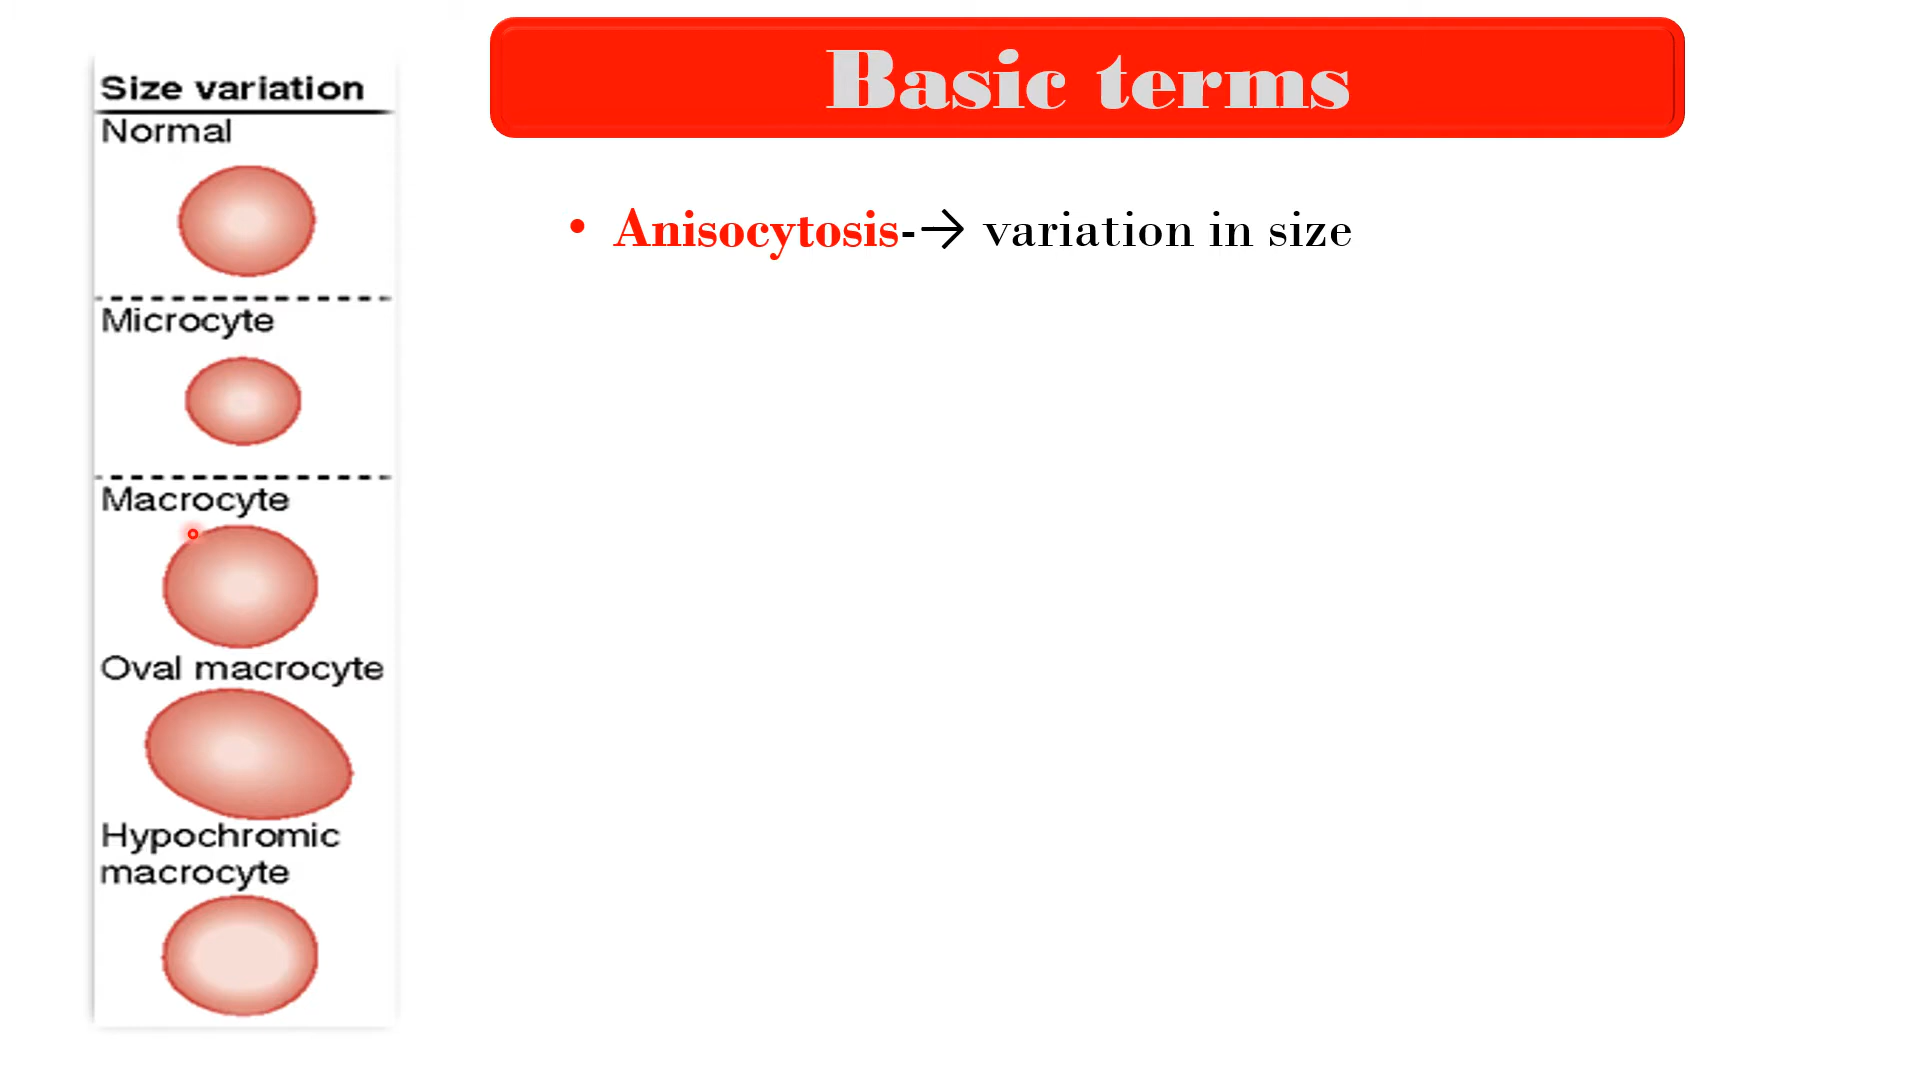 Basic terms
Size variation
Normal
Microcyte
Macrocyte
Oval macrocyte
Hypochromic
macrocyte
• Anisocytosis-→ variation in size